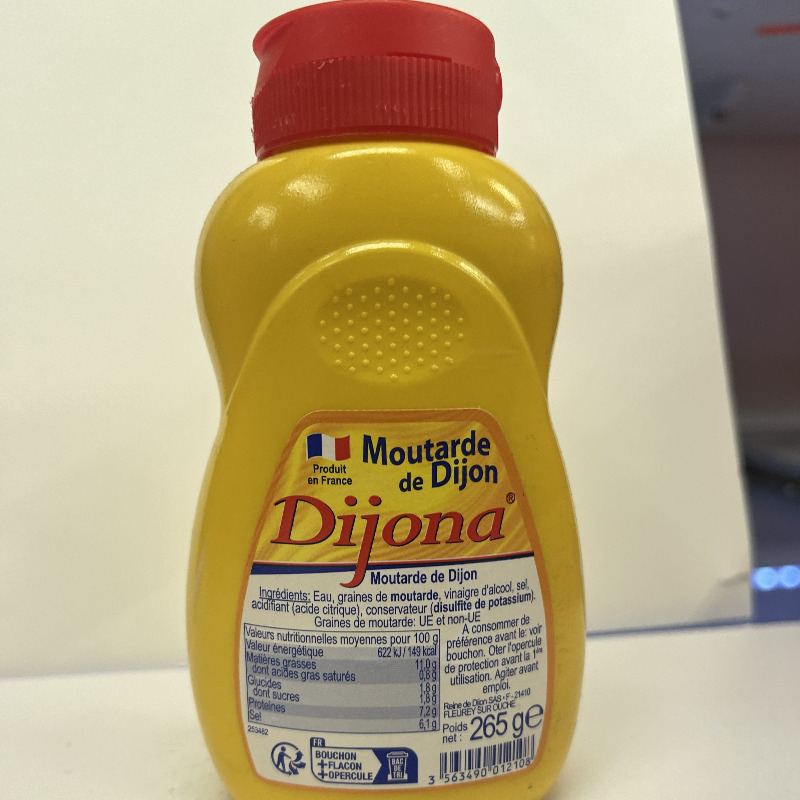 Produit
en France
Moutarde
de Dijon
Dijona®
Moutarde de Dijon
Ingrédients: Eau, graines de moutarde, vinaigre d'alcool, sel,
acidifiant (acide citrique), conservateur (disulfite de potassium).
Graines de moutarde: UE et non-UE
Valeurs nutritionnelles moyennes pour 100 g
Valeur énergétique 622 kJ / 149 kcal
Matières grasses 11,0 g
dont acides gras saturés 0,8 g
Glucides 1,8 g
dont sucres 1,8 g
Protéines 7,2 g
Sel 6,1 g
253482
A consommer de
préférence avant le: voir
bouchon. Oter l'opercule
de protection avant la 1ère
utilisation. Agiter avant
emploi.
Reine de Dijon SAS - F - 21410
FLEUREY SUR OUCHE
Poids
net : 265 g e
FR
BOUCHON
+FLACON
+OPERCULE
BAC
DE
TRI
3 563490 012108